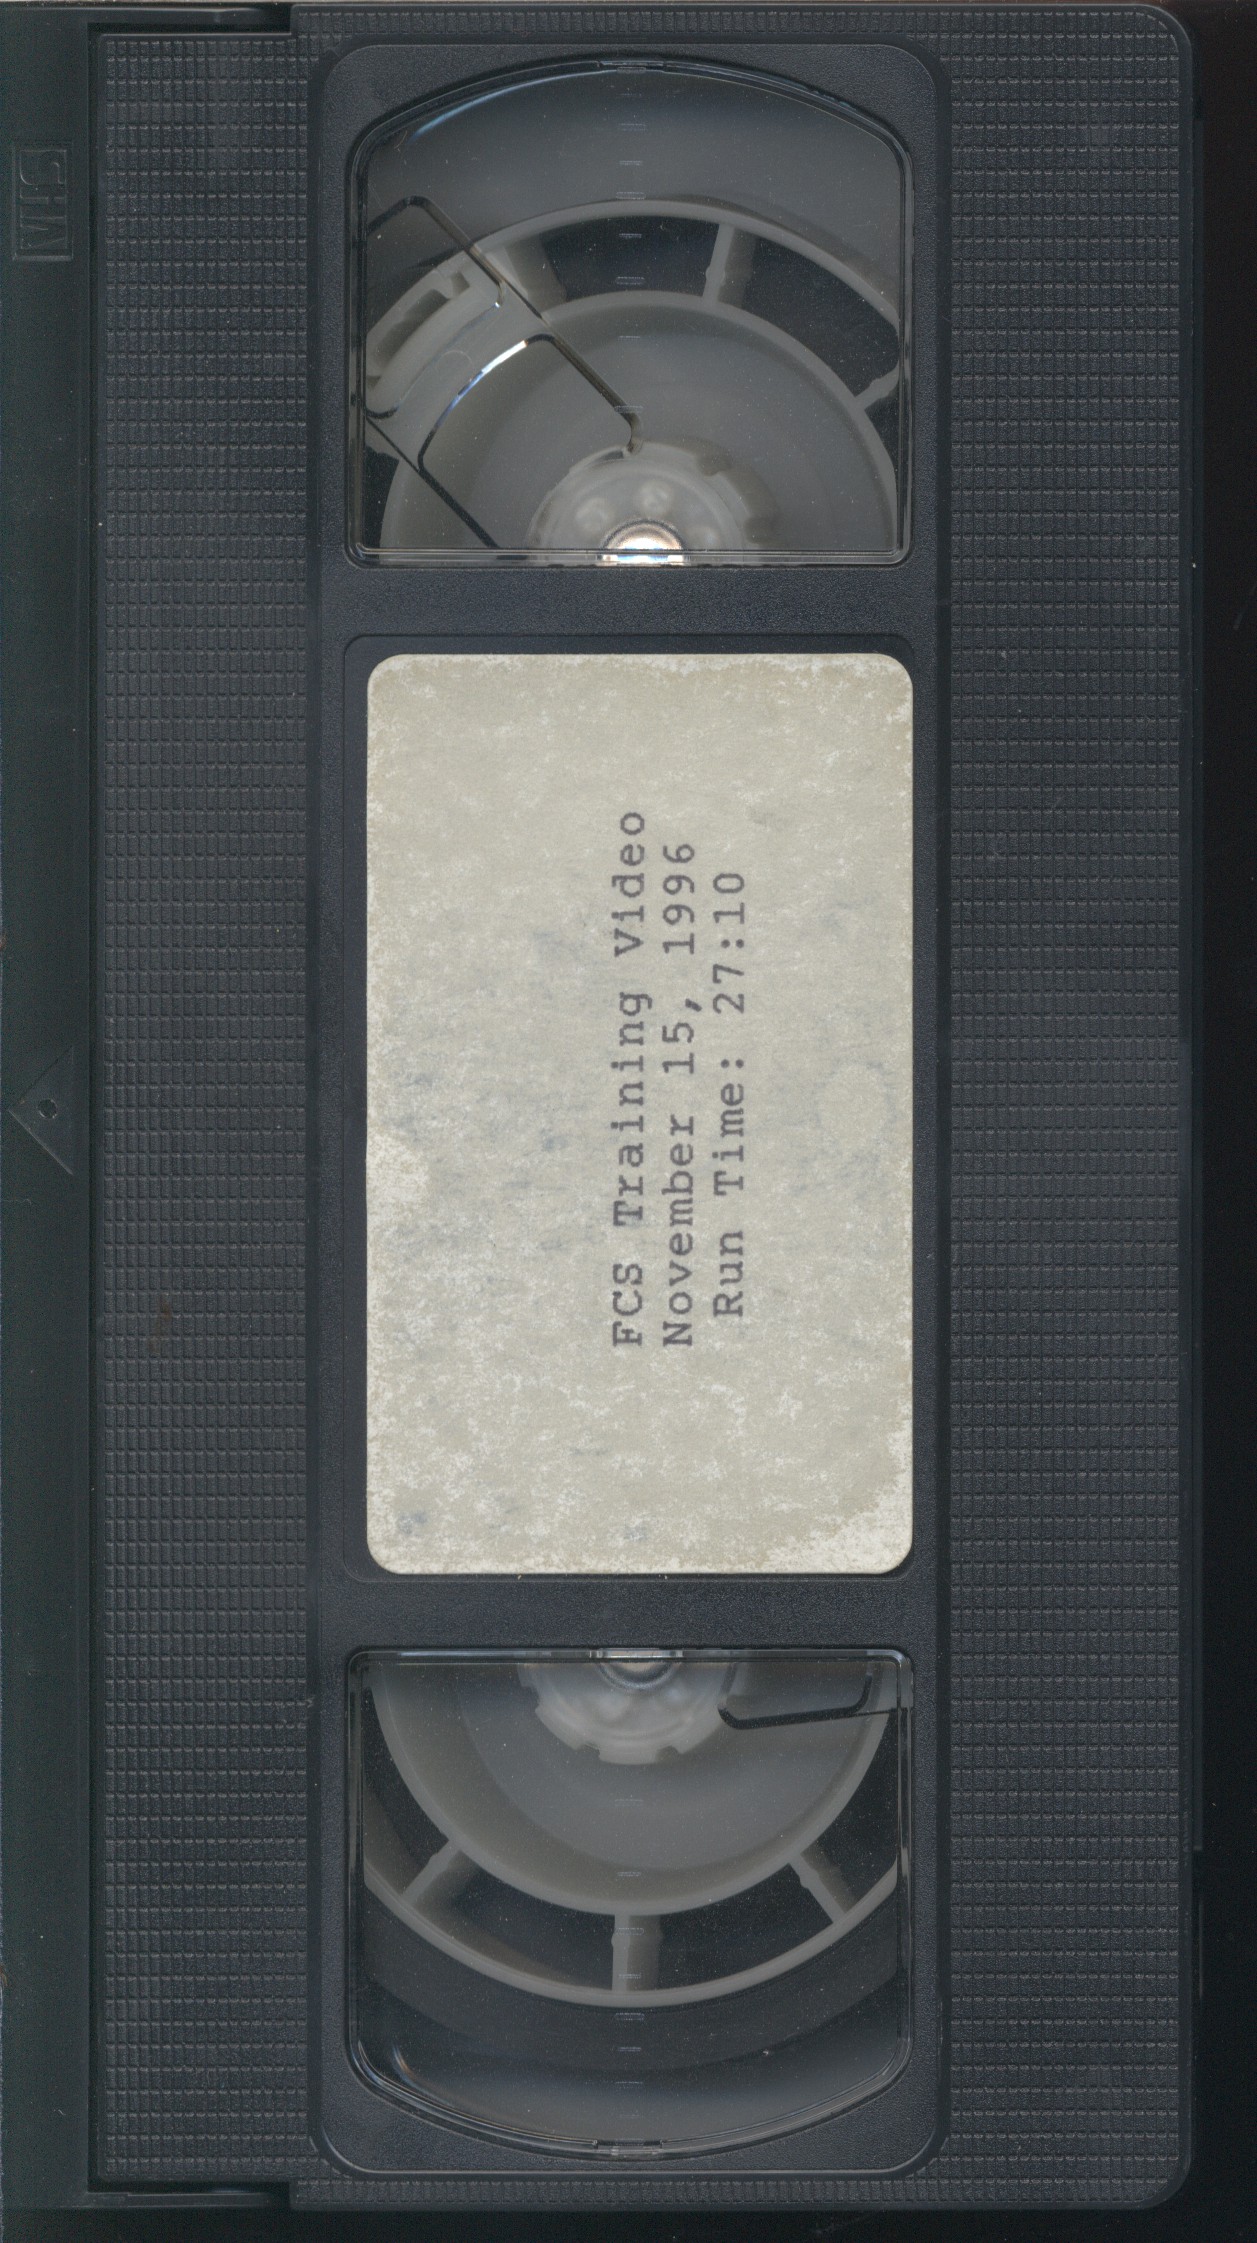 FCS Training Video
November 15, 1996
Run Time: 27:10
VHS